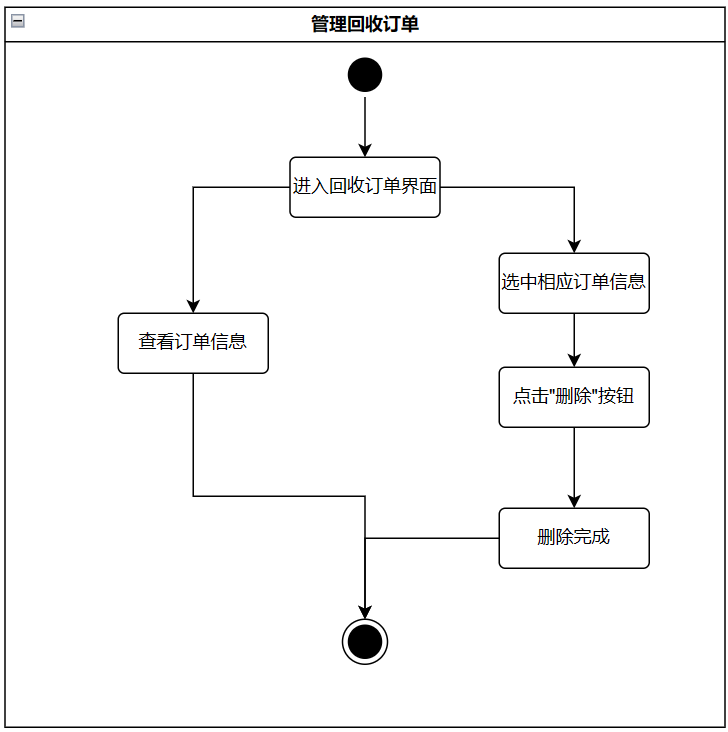 管理回收订单
进入回收订单界面
选中相应订单信息
查看订单信息
点击"删除"按钮
删除完成